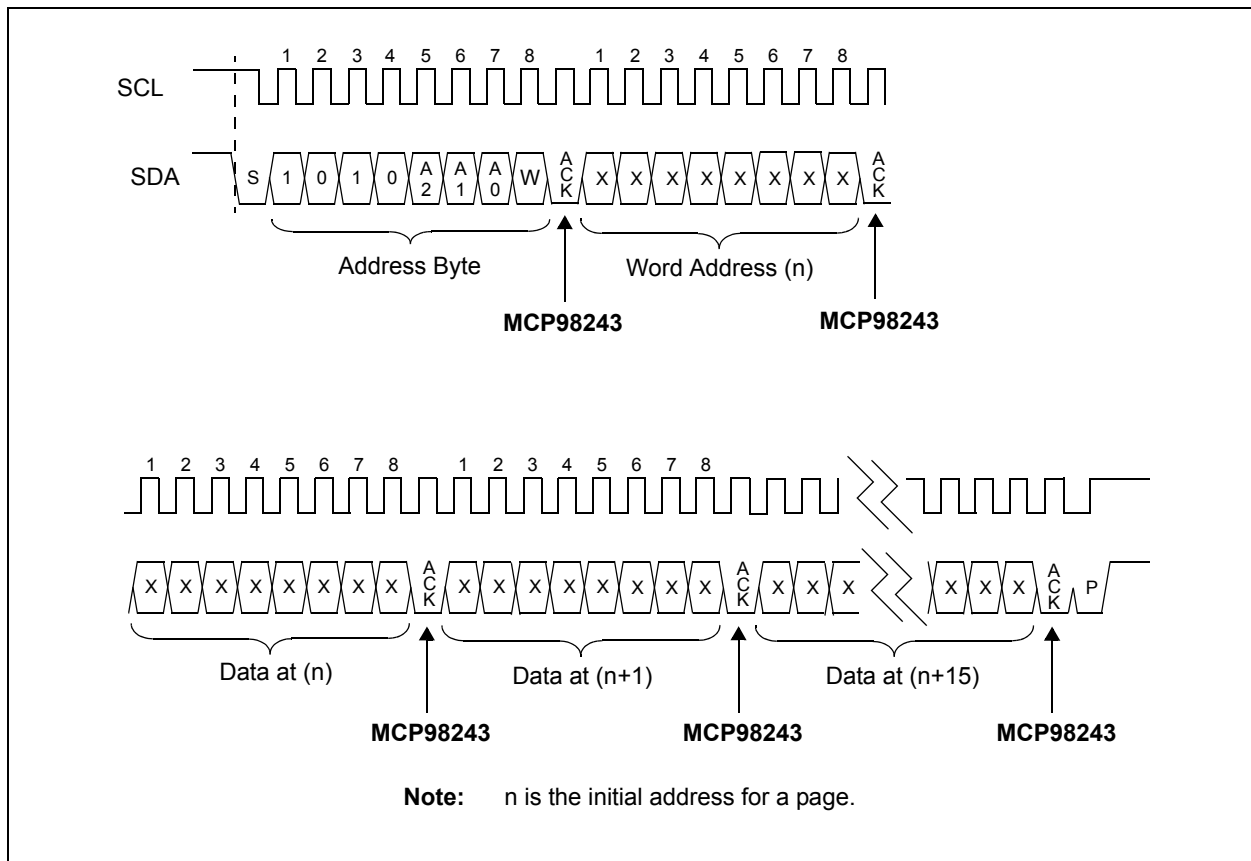 1 2 3 4 5 6 7 8 1 2 3 4 5 6 7 8
SCL
SDA S 1 0 1 0 A2 A1 A0 W ACK X X X X X X X X ACK
Address Byte Word Address (n)
MCP98243 MCP98243
1 2 3 4 5 6 7 8 1 2 3 4 5 6 7 8
X X X X X X X X ACK X X X X X X X X ACK X X X X X X ACK P
Data at (n) Data at (n+1) Data at (n+15)
MCP98243 MCP98243 MCP98243
Note: n is the initial address for a page.